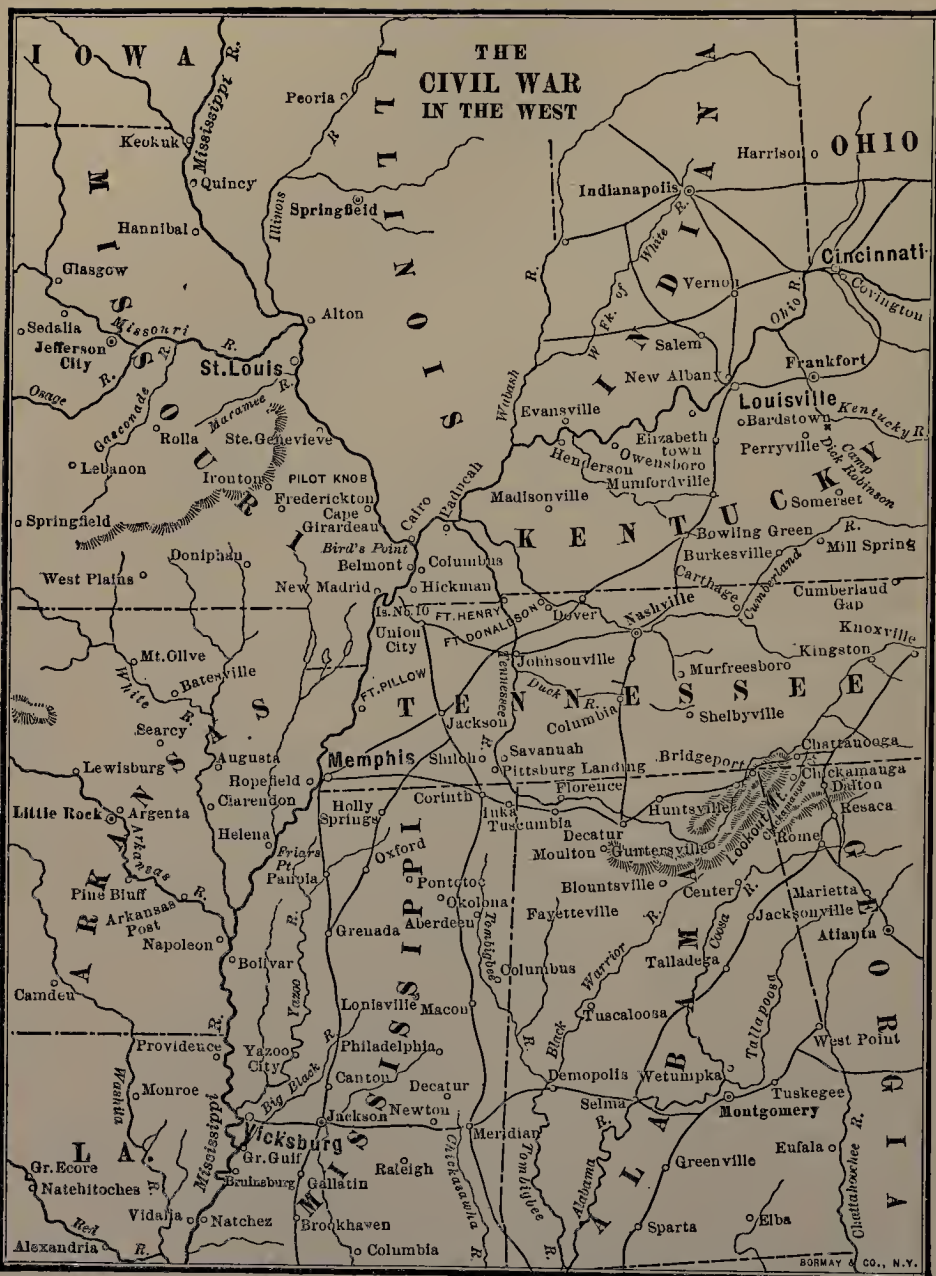 THE
CIVIL WAR
IN THE WEST
IOWA
Mississippi R.
Peoria
R
ILLINOIS
INDIANA
OHIO
Harrison
Keokuk
Quincy
Illinois
Springfield
Indianapolis
MISSOURI
Hannibal
W Fk. of White R.
Cincinnati
Glasgow
R.
Vernon
Ohio R.
Covington
Sedalia
Missouri R.
Alton
Jefferson
City
Salem
St. Louis
R.
Osage R.
Gasconade R.
Wabash
New Albany
Frankfort
Maramec R.
Evansville
Louisville
Bardstown
Kentucky R.
Rolla
Ste. Genevieve
Elizabeth
town
Perryville
Camp
Dick Robinson
Lebanon
Henderson
Owensboro
Mumfordville
Ironton
PILOT KNOB
Paducah
Madisonville
Somerset
Frederickton
Cape
Girardeau
Cairo
Springfield
KENTUCKY
Bird's Point
Bowling Green
R.
Doniphan
Belmont
Columbus
Burkesville
Mill Spring
West Plains
New Madrid
Hickman
Carthage
Cumberland
Cumberlaud
Gap
Is. No. 10
FT. HENRY
FT. DONALDSON
Dover
Nashville
Union
City
Knoxville
Mt. Olive
Johnsouville
Kingston
White R.
Batesville
FT. PILLOW
Tennessee R.
Duck R.
Murfreesboro
TENNESSEE
Searcy
Jackson
Columbia
Shelbyville
Augusta
Memphis
Shiloh
Savanuah
Bridgeport
Chattauooga
Lewisburg
Hopefield
Pittsburg Landing
Chickamauga
Clarendon
Corinth
Florence
Huntsville
Lookout Mt.
Chickamauga
Dalton
Little Rock
Argenta
Holly
Springs
Iuka
Tuscumbia
Resaca
Helena
Decatur
Rome
ARKANSAS
Arkansas R.
Friars
Pt.
Oxford
Moulton
Guntersville
Pine Bluff
Panola
Pontotoc
Blountsville
Center
Marietta
Arkansas
Post
Okolona
Aberdeen
Fayetteville
Coosa R.
Jacksonville
Napoleon
R.
Grenada
Tombigbee R.
Warrior R.
Talladega
Atlanta
Bolivar
Columbus
Yazoo
MISSISSIPPI
ALABAMA
GEORGIA
Camden
Lonisville
Macou
Tuscaloosa
Tallapoosa
R.
Black
Providence
Yazoo
City
Philadelphia
West Point
Washita
Monroe
Big Black R
Canton
Decatur
Demopolis
Wetumpka
Tuskegee
Mississippi
Jackson
Newton
Selma
Montgomery
Vicksburg
Meridian
LA.
Gr. Gulf
Raleigh
Chickasawha R.
Tombigbee R.
Alabama R.
Greenville
Eufala
Chattahoochee R.
Gr. Ecore
Bruinsburg
Gallatin
Natchitoches
R.
Vidalia
Natchez
Brookhaven
Sparta
Elba
Red R.
Alexandria
Columbia
BORMAY & CO., N.Y.